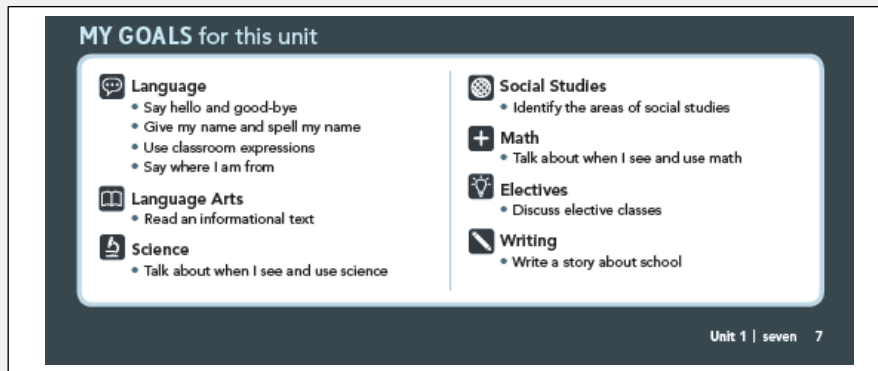 MY GOALS for this unit
Language
• Say hello and good-bye
• Give my name and spell my name
• Use classroom expressions
• Say where I am from
Language Arts
• Read an informational text
Science
• Talk about when I see and use science
Social Studies
• Identify the areas of social studies
Math
• Talk about when I see and use math
Electives
• Discuss elective classes
Writing
• Write a story about school
Unit 1 | seven 7